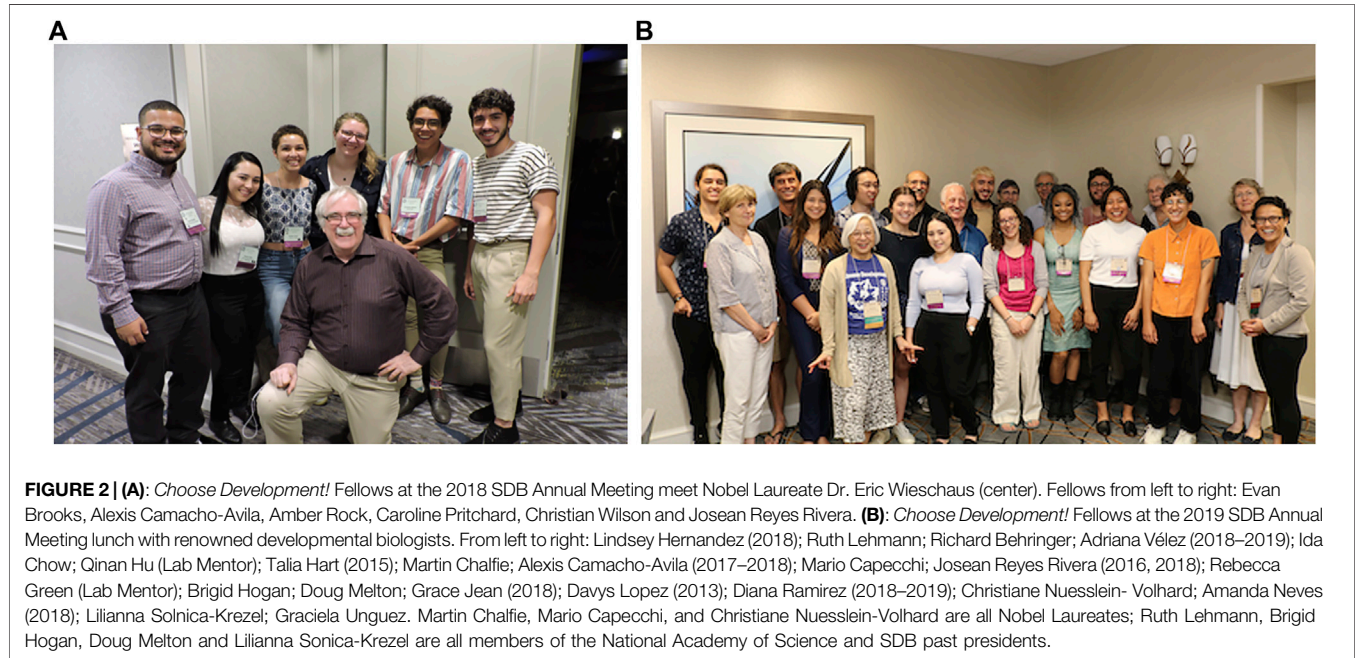 A
B
FIGURE 2 | (A): Choose Development! Fellows at the 2018 SDB Annual Meeting meet Nobel Laureate Dr. Eric Wieschaus (center). Fellows from left to right: Evan
Brooks, Alexis Camacho-Avila, Amber Rock, Caroline Pritchard, Christian Wilson and Josean Reyes Rivera. (B): Choose Development! Fellows at the 2019 SDB Annual
Meeting lunch with renowned developmental biologists. From left to right: Lindsey Hernandez (2018); Ruth Lehmann; Richard Behringer; Adriana Vélez (2018–2019); Ida
Chow; Qinan Hu (Lab Mentor); Talia Hart (2015); Martin Chalfie; Alexis Camacho-Avila (2017–2018); Mario Capecchi; Josean Reyes Rivera (2016, 2018); Rebecca
Green (Lab Mentor); Brigid Hogan; Doug Melton; Grace Jean (2018); Davys Lopez (2013); Diana Ramirez (2018–2019); Christiane Nuesslein- Volhard; Amanda Neves
(2018); Lilianna Solnica-Krezel; Graciela Unguez. Martin Chalfie, Mario Capecchi, and Christiane Nuesslein-Volhard are all Nobel Laureates; Ruth Lehmann, Brigid
Hogan, Doug Melton and Lilianna Sonica-Krezel are all members of the National Academy of Science and SDB past presidents.